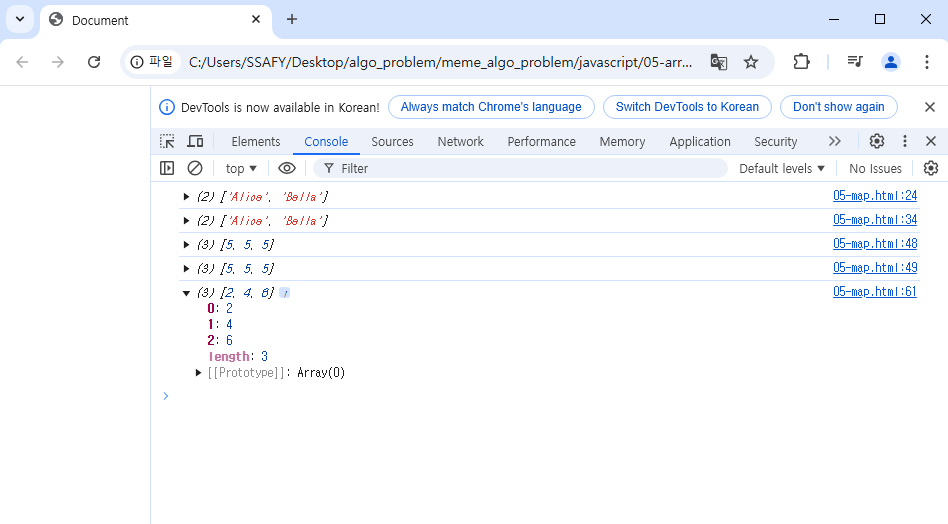 Document
파일 C:/Users/SSAFY/Desktop/algo_problem/meme_algo_problem/javascript/05-arr...
DevTools is now available in Korean! Always match Chrome's language Switch DevTools to Korean Don't show again
Elements Console Sources Network Performance Memory Application Security
top Filter Default levels No Issues
(2) ['Alice', 'Bella'] 05-map.html:24
(2) ['Alice', 'Bella'] 05-map.html:34
(3) [5, 5, 5] 05-map.html:48
(3) [5, 5, 5] 05-map.html:49
(3) [2, 4, 6] i 05-map.html:61
0: 2
1: 4
2: 6
length: 3
[[Prototype]]: Array(0)